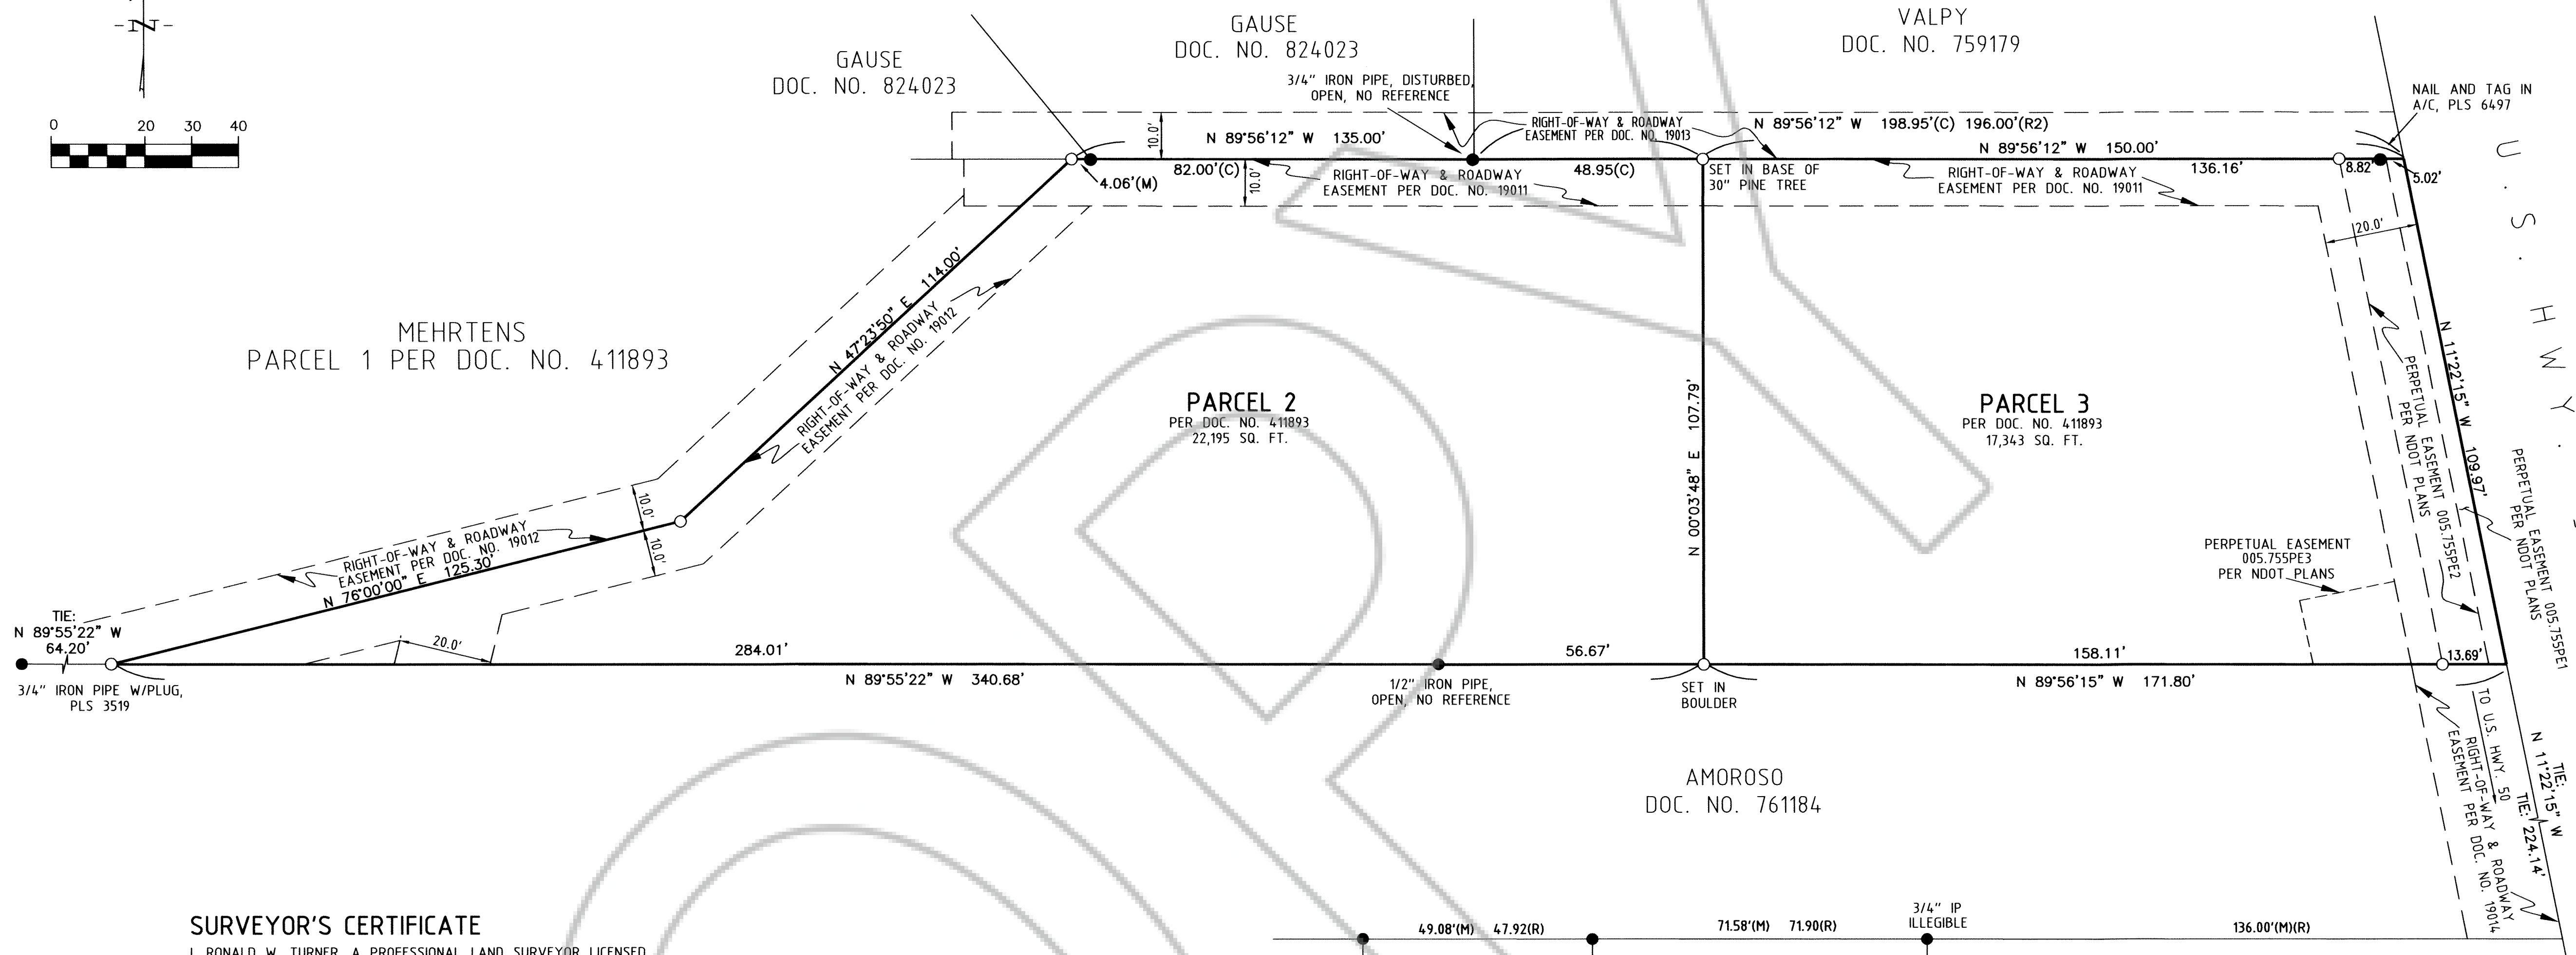 N
0 20 30 40
GAUSE
DOC. NO. 824023
GAUSE
DOC. NO. 824023
VALPY
DOC. NO. 759179
3/4" IRON PIPE, DISTURBED,
OPEN, NO REFERENCE
NAIL AND TAG IN
A/C, PLS 6497
10.0'
N 89°56'12" W 135.00'
RIGHT-OF-WAY & ROADWAY
EASEMENT PER DOC. NO. 19013
N 89°56'12" W 198.95'(C) 196.00'(R2)
N 89°56'12" W 150.00'
4.06'(M)
82.00'(C)
10.0'
RIGHT-OF-WAY & ROADWAY
EASEMENT PER DOC. NO. 19011
48.95(C)
SET IN BASE OF
30" PINE TREE
RIGHT-OF-WAY & ROADWAY
EASEMENT PER DOC. NO. 19011
136.16'
8.82'
5.02'
20.0'
U.S. HWY.
MEHRTENS
PARCEL 1 PER DOC. NO. 411893
N 47°23'50" E 114.00'
RIGHT-OF-WAY & ROADWAY
EASEMENT PER DOC. NO. 19012
PARCEL 2
PER DOC. NO. 411893
22,195 SQ. FT.
N 00°03'48" E 107.79'
PARCEL 3
PER DOC. NO. 411893
17,343 SQ. FT.
N 11°22'15" W 109.97'
PERPETUAL EASEMENT 005.755PE2
PER NDOT PLANS
PERPETUAL EASEMENT 005.755PE1
PER NDOT PLANS
PERPETUAL EASEMENT
005.755PE3
PER NDOT PLANS
10.0'
10.0'
RIGHT-OF-WAY & ROADWAY
EASEMENT PER DOC. NO. 19012
N 76°00'00" E 125.30'
TIE:
N 89°55'22" W
64.20'
20.0'
284.01'
56.67'
158.11'
13.69'
N 89°55'22" W 340.68'
N 89°56'15" W 171.80'
3/4" IRON PIPE W/PLUG,
PLS 3519
1/2" IRON PIPE,
OPEN, NO REFERENCE
SET IN
BOULDER
TO U.S. HWY. 50
RIGHT-OF-WAY & ROADWAY
EASEMENT PER DOC. NO. 19014
TIE:
N 11°22'15" W
TIE: 224.14'
AMOROSO
DOC. NO. 761184
SURVEYOR'S CERTIFICATE
I, RONALD W. TURNER, A PROFESSIONAL LAND SURVEYOR LICENSED
49.08'(M) 47.92(R)
71.58'(M) 71.90(R)
3/4" IP
ILLEGIBLE
136.00'(M)(R)